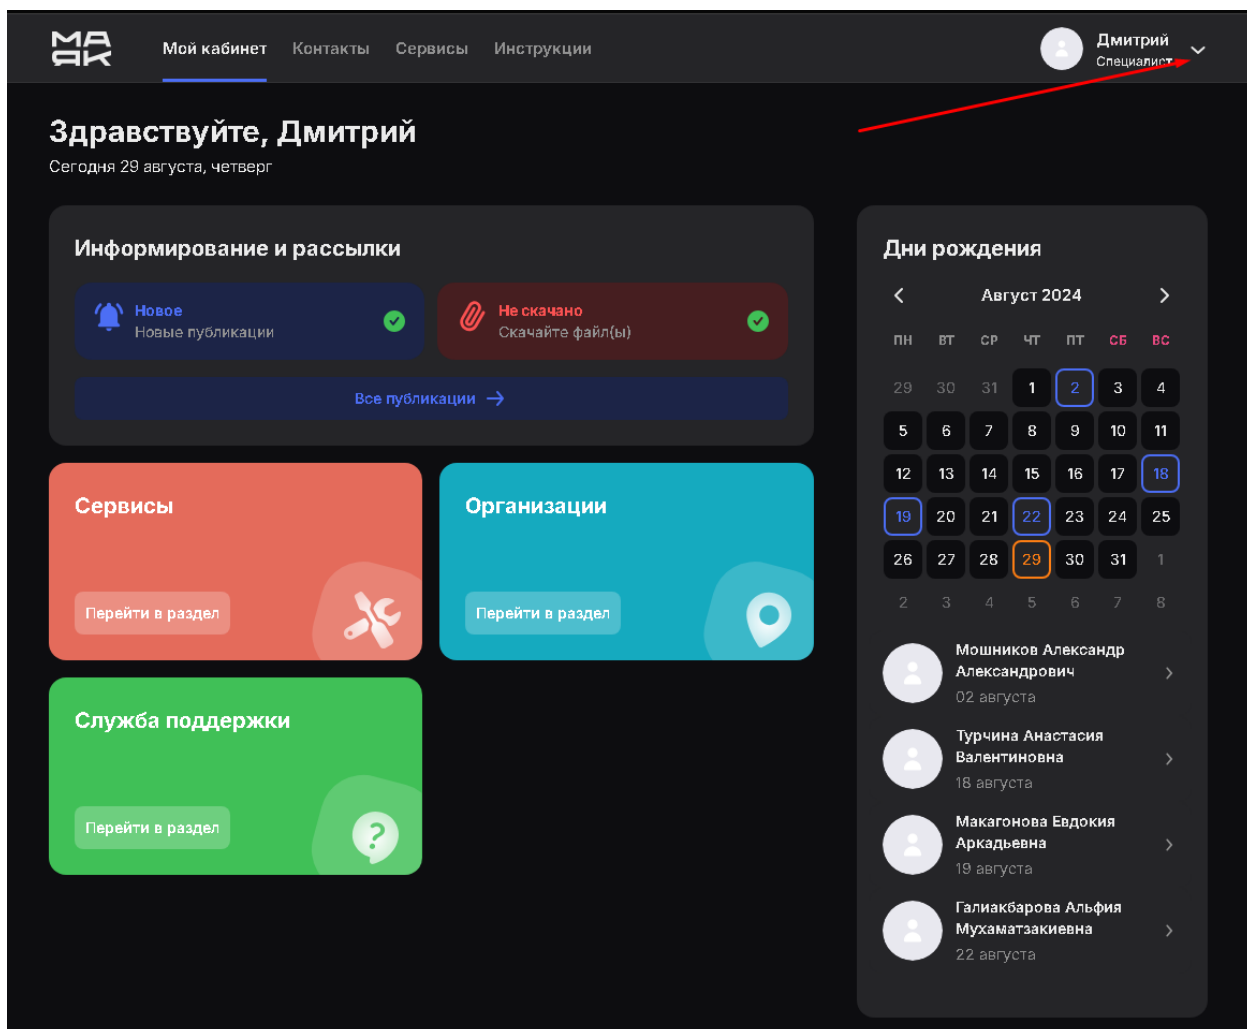 МАЯК
Мой кабинет Контакты Сервисы Инструкции
Дмитрий
Специалист
Здравствуйте, Дмитрий
Сегодня 29 августа, четверг
Информирование и рассылки
Новое
Новые публикации
Не скачано
Скачайте файл(ы)
Все публикации
Сервисы
Перейти в раздел
Организации
Перейти в раздел
Служба поддержки
Перейти в раздел
?
Дни рождения
Август 2024
ПН ВТ СР ЧТ ПТ СБ ВС
29 30 31 1 2 3 4
5 6 7 8 9 10 11
12 13 14 15 16 17 18
19 20 21 22 23 24 25
26 27 28 29 30 31 1
2 3 4 5 6 7 8
Мошников Александр
Александрович
02 августа
Турчина Анастасия
Валентиновна
18 августа
Макагонова Евдокия
Аркадьевна
19 августа
Галиакбарова Альфия
Мухаматзакиевна
22 августа